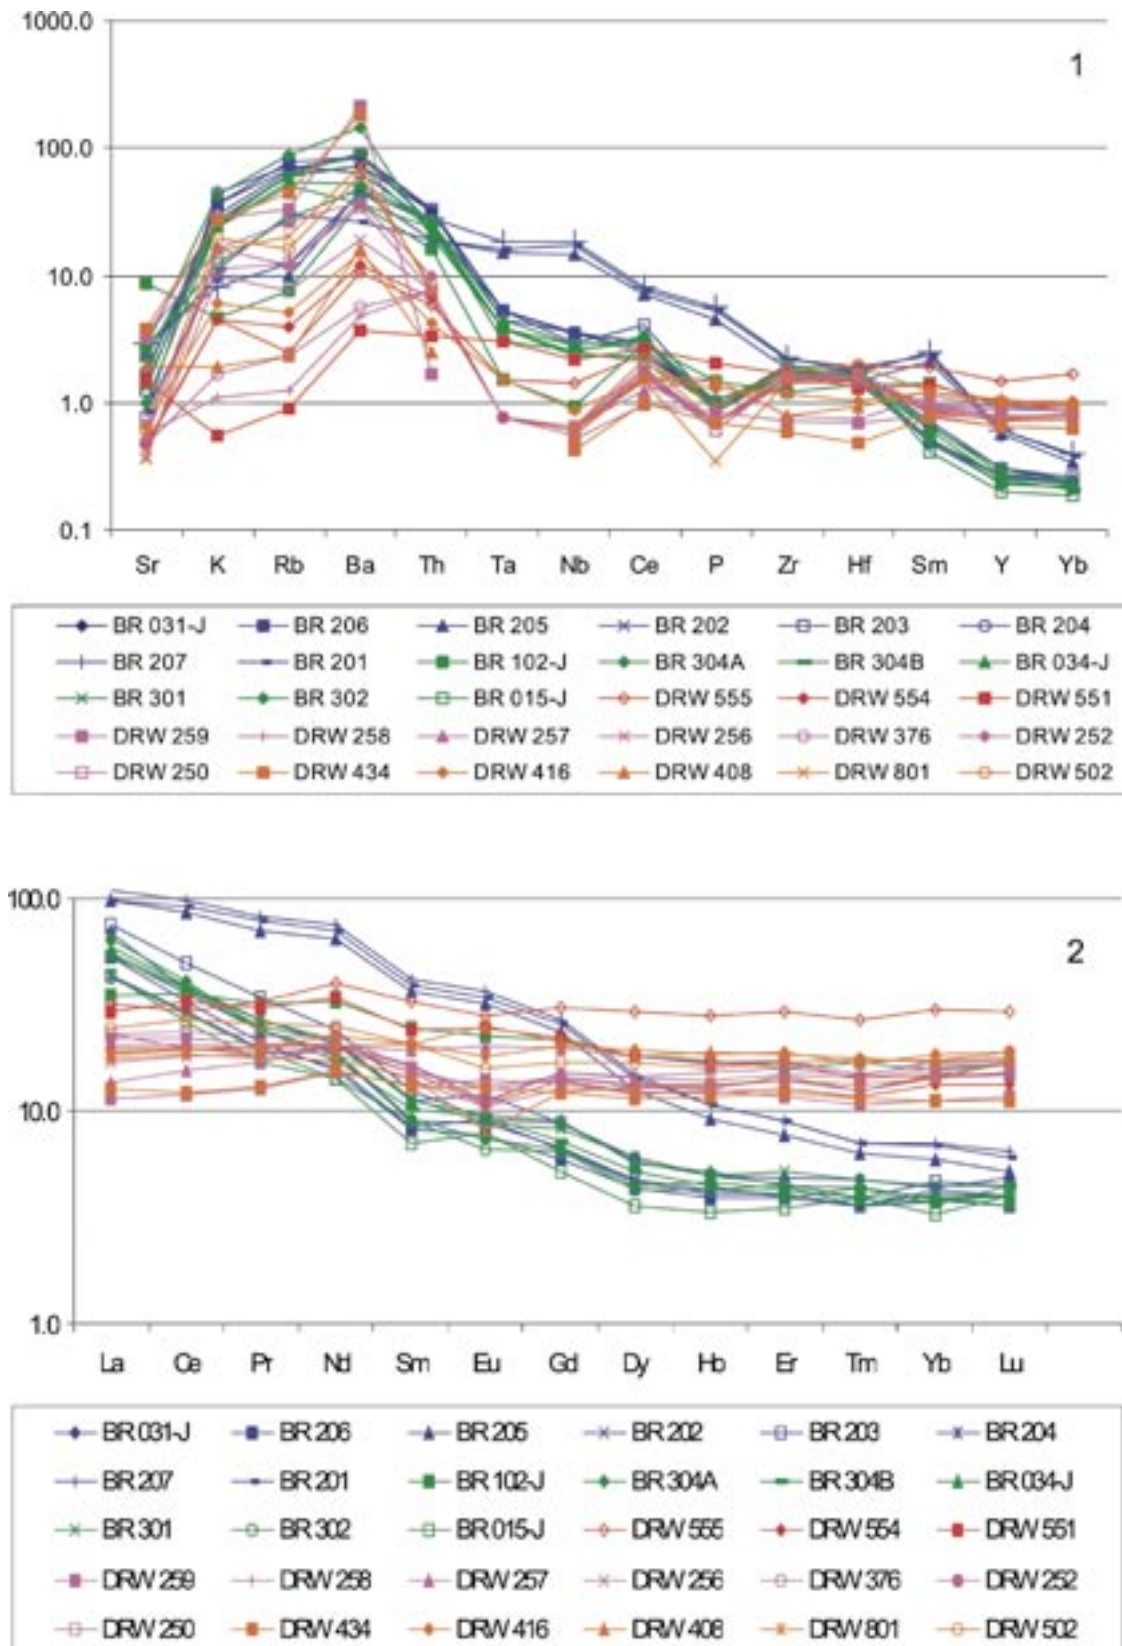 1000.0
1
100.0
10.0
1.0
0.1
Sr K Rb Ba Th Ta Nb Ce P Zr Hf Sm Y Yb
BR 031-J BR 206 BR 205 BR 202 BR 203 BR 204
BR 207 BR 201 BR 102-J BR 304A BR 304B BR 034-J
BR 301 BR 302 BR 015-J DRW 555 DRW 554 DRW 551
DRW 259 DRW 258 DRW 257 DRW 256 DRW 376 DRW 252
DRW 250 DRW 434 DRW 416 DRW 408 DRW 801 DRW 502
100.0
2
10.0
1.0
La Ce Pr Nd Sm Eu Gd Dy Ho Er Tm Yb Lu
BR 031-J BR 206 BR 205 BR 202 BR 203 BR 204
BR 207 BR 201 BR 102-J BR 304A BR 304B BR 034-J
BR 301 BR 302 BR 015-J DRW 555 DRW 554 DRW 551
DRW 259 DRW 258 DRW 257 DRW 256 DRW 376 DRW 252
DRW 250 DRW 434 DRW 416 DRW 408 DRW 801 DRW 502